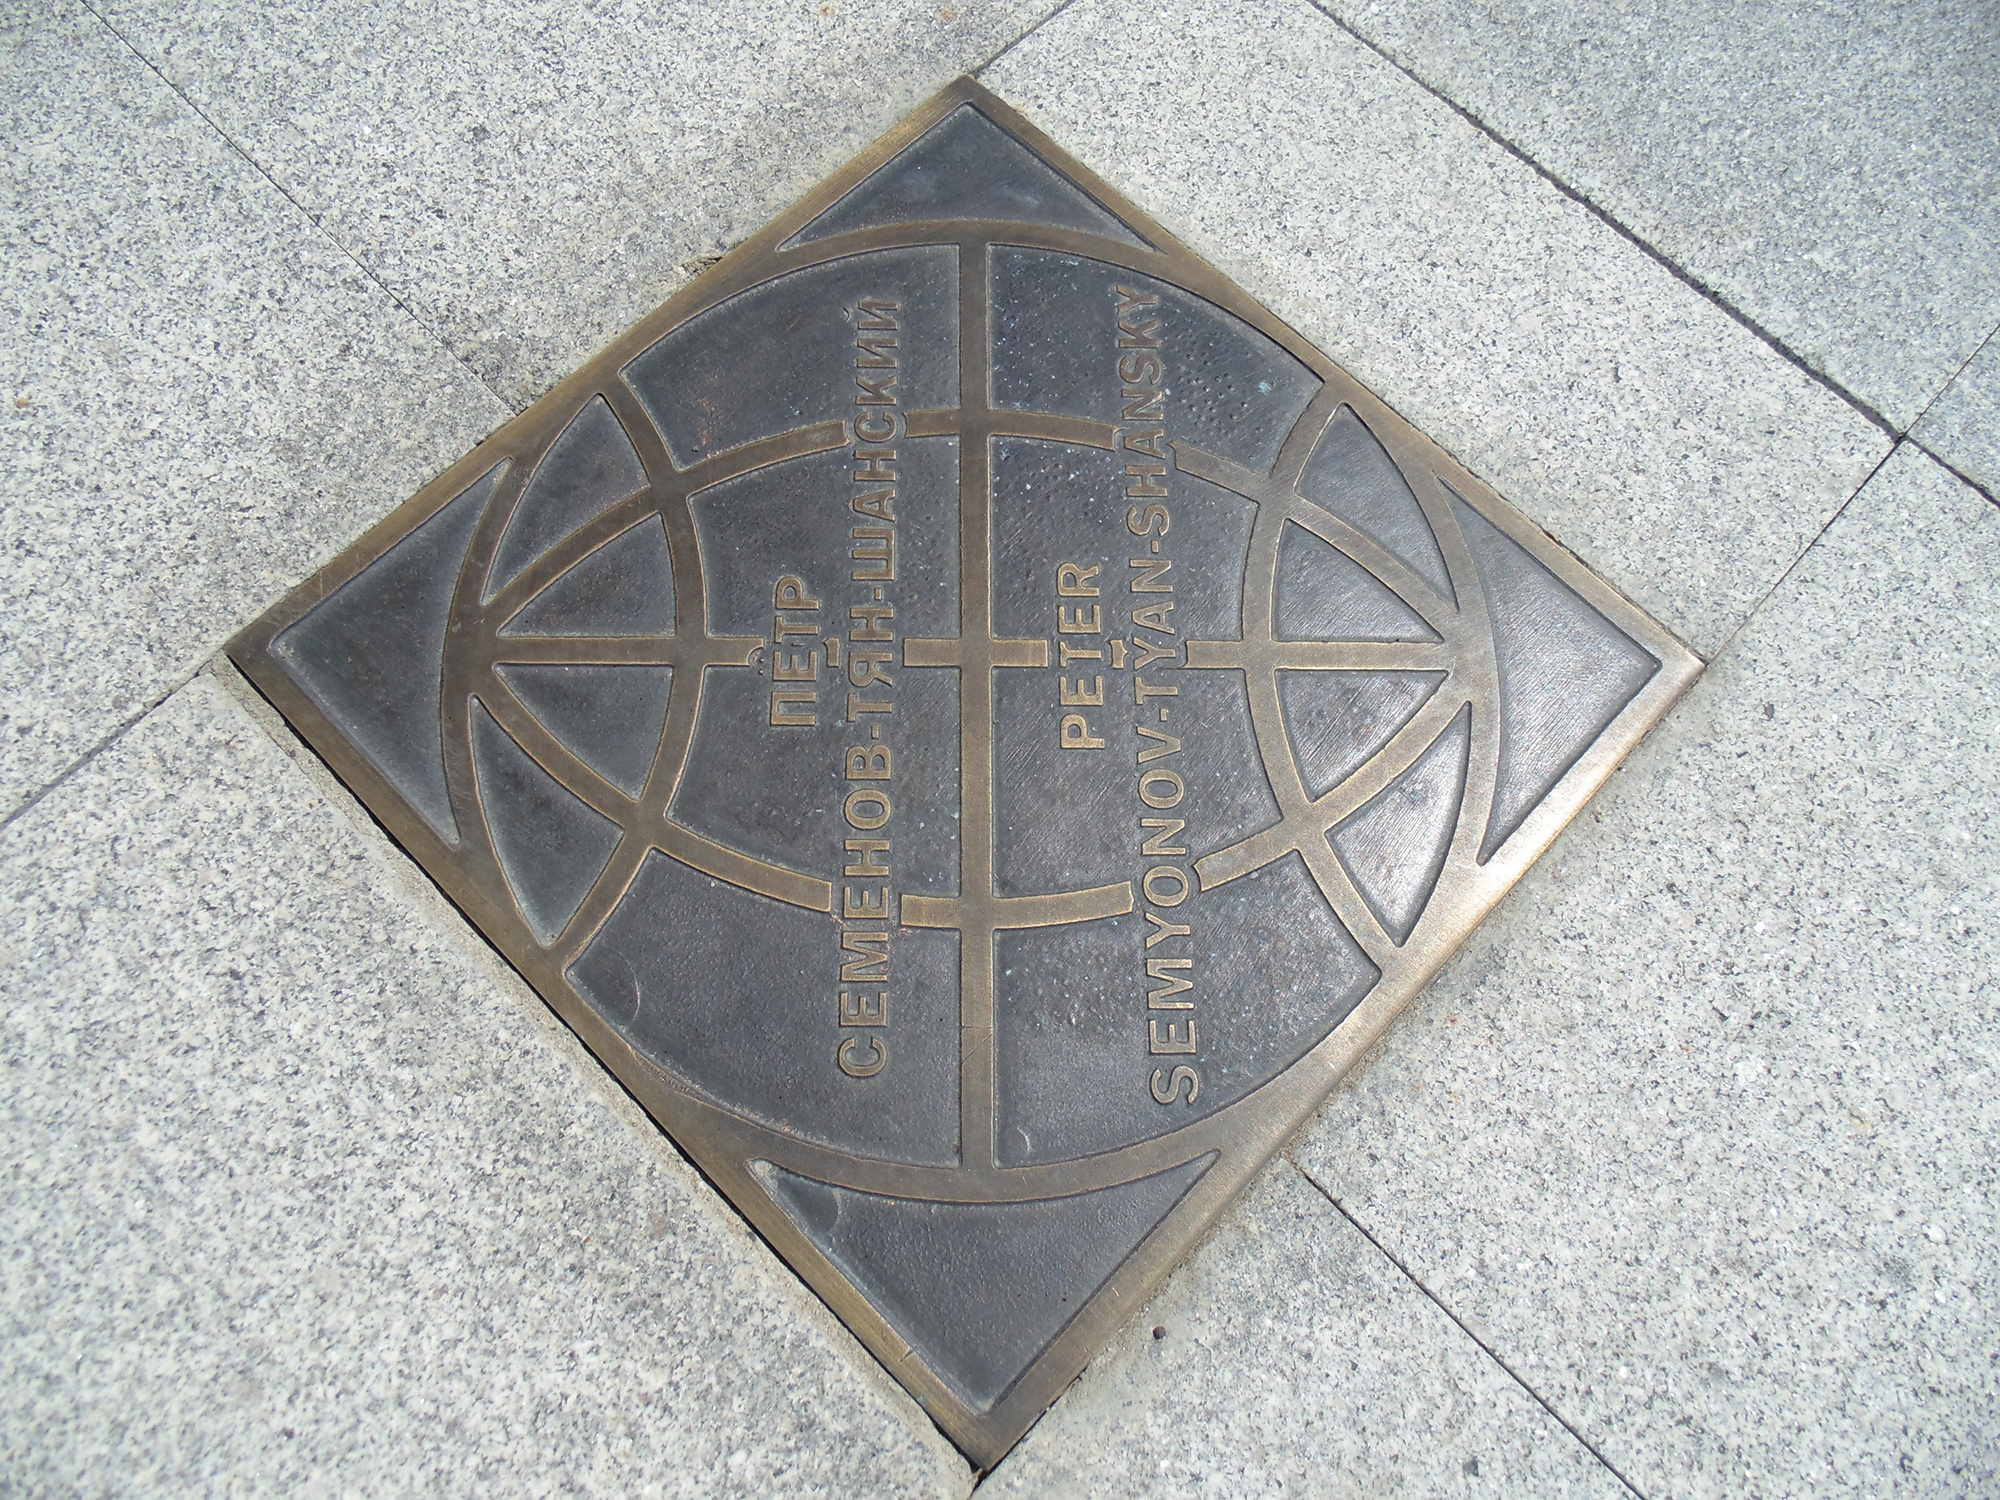 ПЁТР
СЕМЕНОВ-ТЯН-ШАНСКИЙ
PETER
SEMYONOV-TYAN-SHANSKY